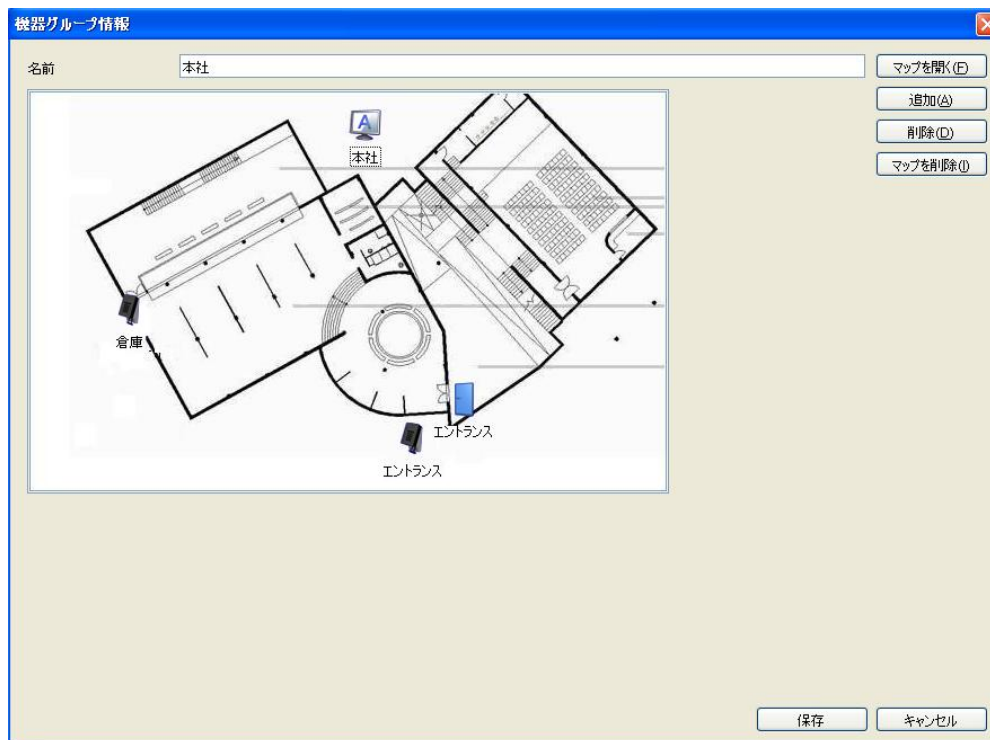 機器グループ情報
名前
本社
マップを開く(F)
追加(A)
削除(D)
マップを削除(I)
A
本社
倉庫
エントランス
エントランス
保存
キャンセル